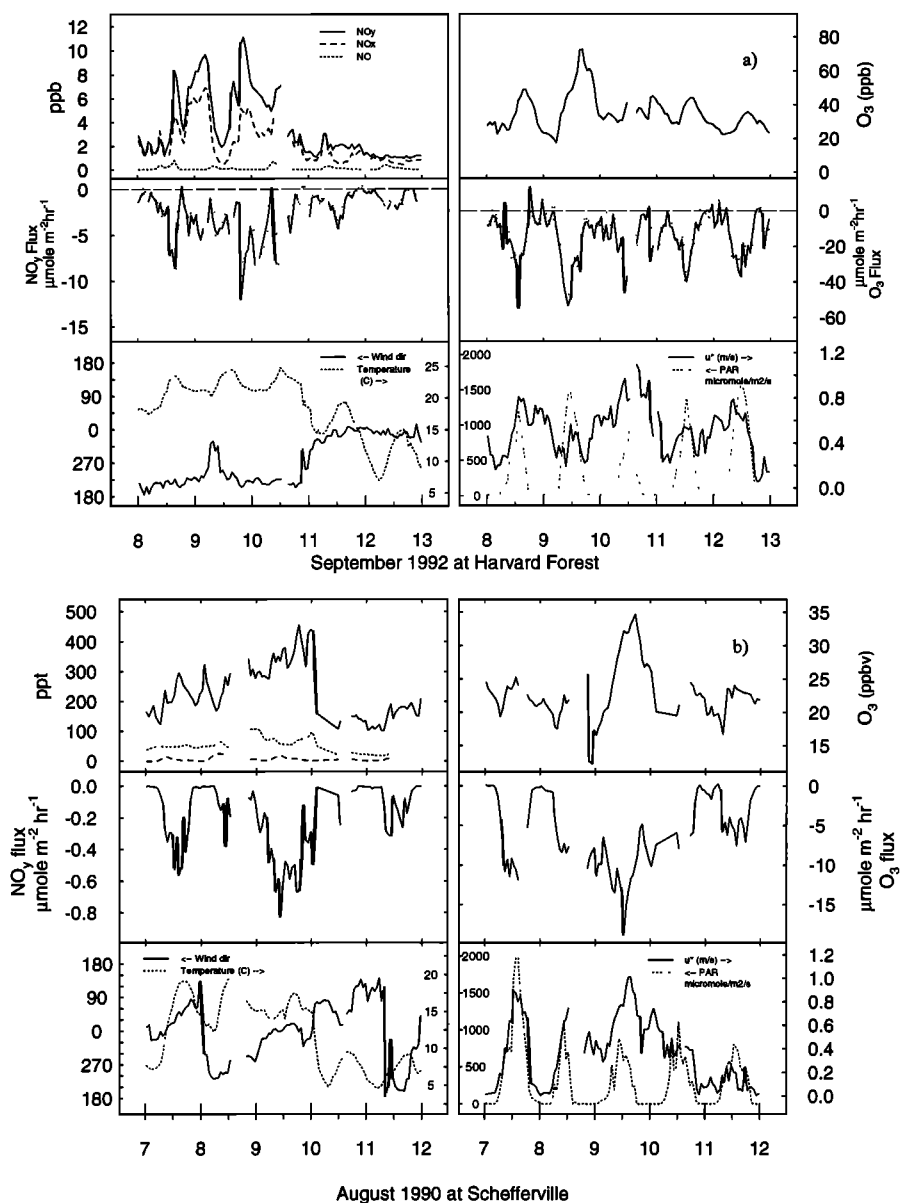 ppb
12
10
8
6
4
2
0
NOy
NOx
NO
a)
80
60
40
20
0
O3 (ppb)
NOy Flux
µmole m-2hr-1
0
-5
-10
-15
0
-20
-40
-60
µmole m-2hr-1
O3 Flux
180
90
0
270
180
<- Wind dir
Temperature
(C) ->
25
20
15
10
5
2000
1500
1000
500
0
u* (m/s) ->
<- PAR
micromole/m2/s
1.2
0.8
0.4
0.0
8 9 10 11 12 13
8 9 10 11 12 13
September 1992 at Harvard Forest
ppt
500
400
300
200
100
0
b)
35
30
25
20
15
O3 (ppbv)
NOy flux
µmole m-2 hr-1
0.0
-0.2
-0.4
-0.6
-0.8
0
-5
-10
-15
µmole m-2 hr-1
O3 flux
180
90
0
270
180
<- Wind dir
Temperature (C) ->
20
15
10
5
2000
1500
1000
500
0
u* (m/s) ->
<- PAR
micromole/m2/s
1.2
1.0
0.8
0.6
0.4
0.2
0.0
7 8 9 10 11 12
7 8 9 10 11 12
August 1990 at Schefferville